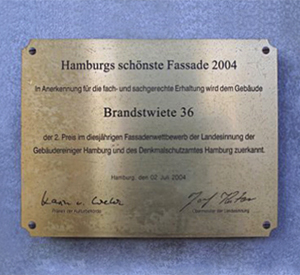 Hamburgs schönste Fassade 2004
In Anerkennung für die fach- und sachgerechte Erhaltung wird dem Gebäude
Brandstwiete 36
der 2. Preis im diesjährigen Fassadenwettbewerb der Landesinnung der
Gebäudereiniger Hamburg und des Denkmalschutzamtes Hamburg zuerkannt.
Hamburg, den 02. Juli 2004